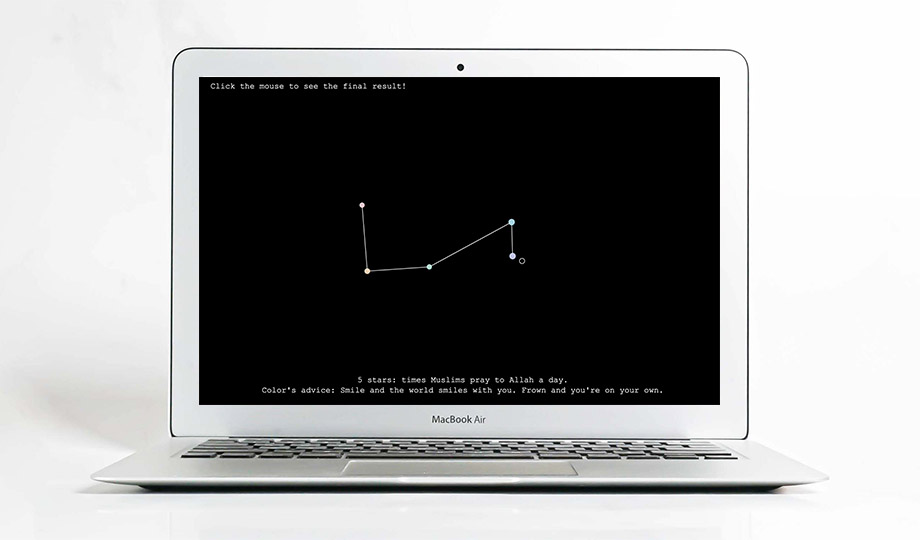 Click the mouse to see the final result!
5 stars: times Muslims pray to Allah a day.
Color's advice: Smile and the world smiles with you. Frown and you're on your own.
MacBook Air